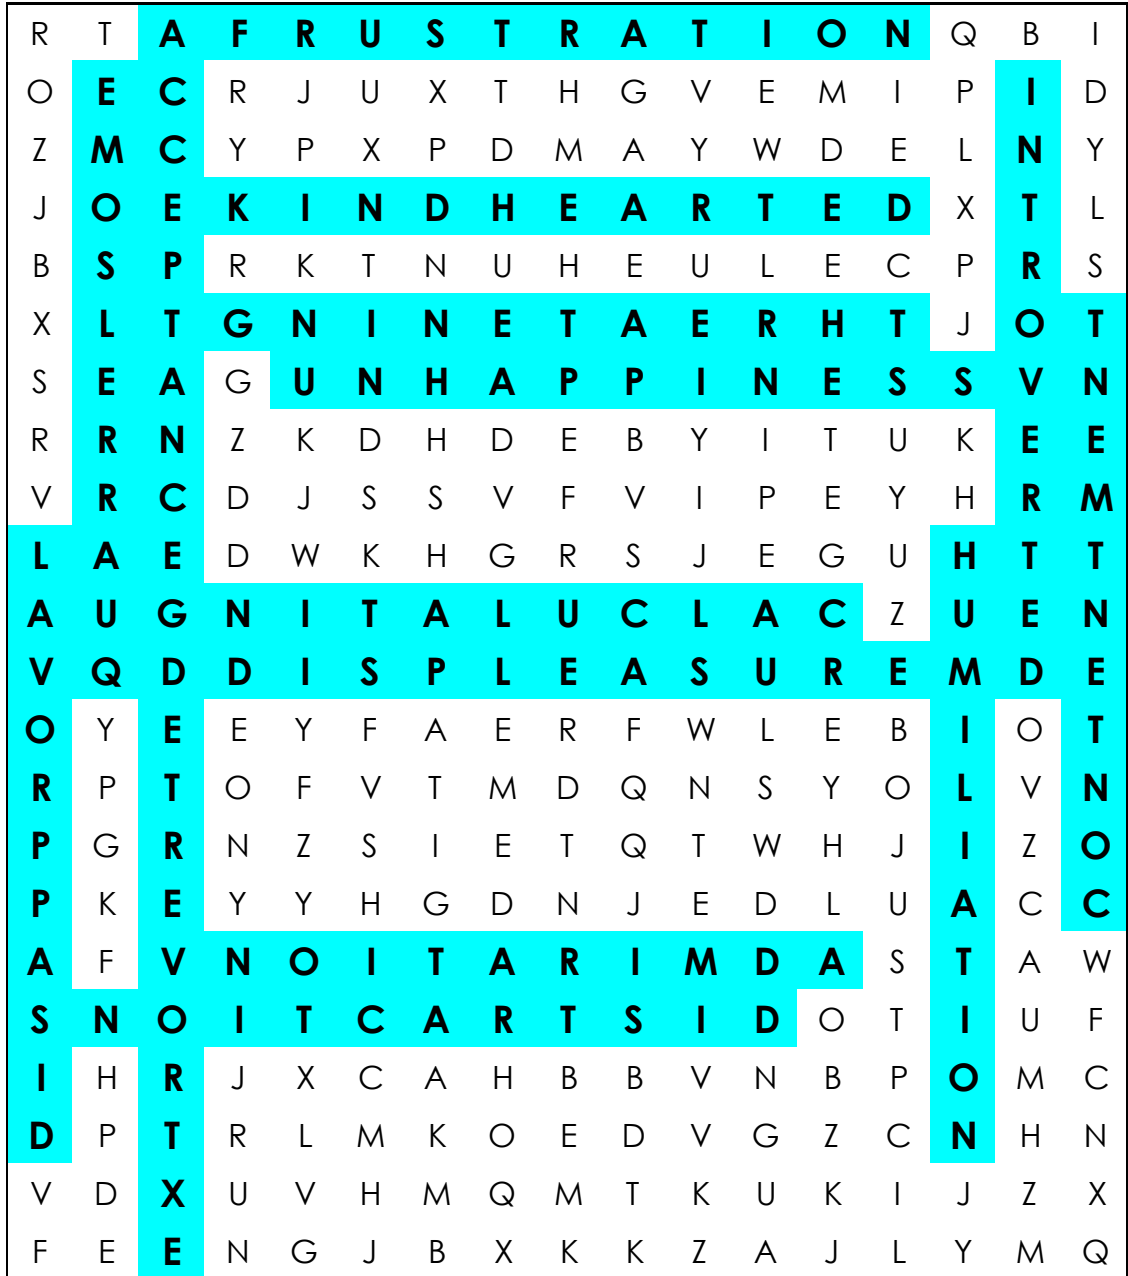 R T A F R U S T R A T I O N Q B I
O E C R J U X T H G V E M I P I D
Z M C Y P X P D M A Y W D E L N Y
J O E K I N D H E A R T E D X T L
B S P R K T N U H E U L E C P R S
X L T G N I N E T A E R H T J O T
S E A G U N H A P P I N E S S V N
R R N Z K D H D E B Y I T U K E E
V R C D J S S V F V I P E Y H R M
L A E D W K H G R S J E G U H T T
A U G N I T A L U C L A C Z U E N
V Q D D I S P L E A S U R E M D E
O Y E E Y F A E R F W L E B I O T
R P T O F V T M D Q N S Y O L V N
P G R N Z S I E T Q T W H J I Z O
P K E Y Y H G D N J E D L U A C C
A F V N O I T A R I M D A S T A W
S N O I T C A R T S I D O T I U F
I H R J X C A H B B V N B P O M C
D P T R L M K O E D V G Z C N H N
V D X U V H M Q M T K U K I J Z X
F E E N G J B X K K Z A J L Y M Q